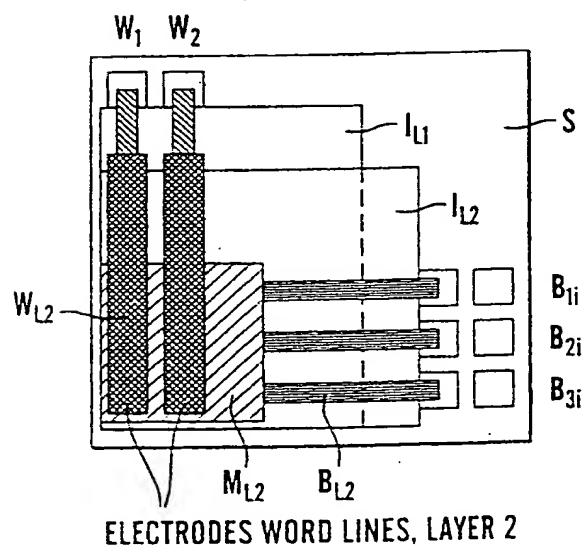 W1 W2
S
IL1
IL2
B1i
WL2
B2i
B3i
ML2 BL2
ELECTRODES WORD LINES, LAYER 2